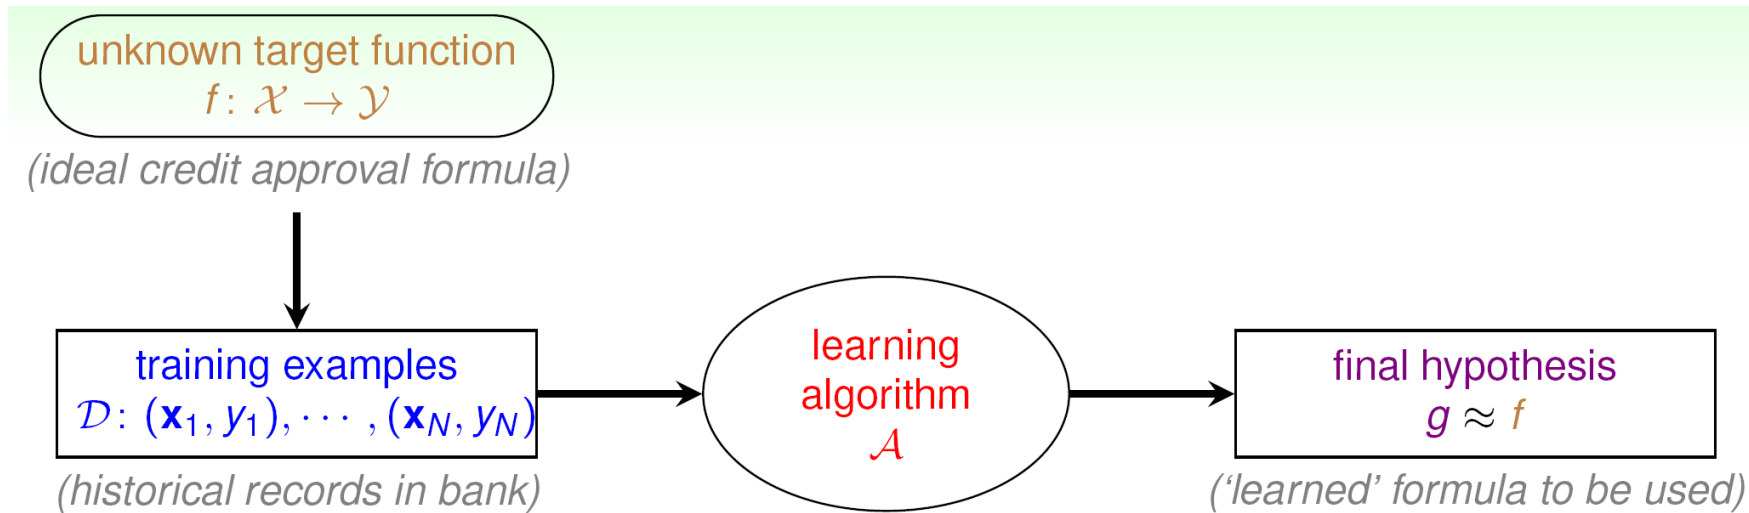 unknown target function
f : 𝒳 → 𝒴
(ideal credit approval formula)
training examples
𝒟 : (𝐱₁, y₁), ⋯ , (𝐱_N, y_N)
(historical records in bank)
learning
algorithm
𝒜
final hypothesis
g ≈ f
(‘learned’ formula to be used)